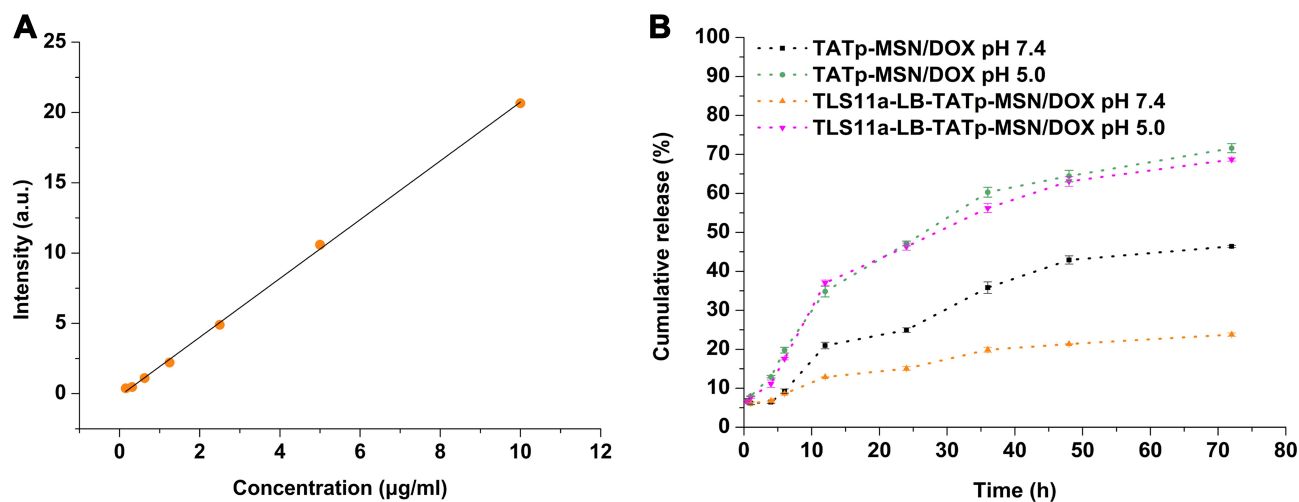 A
25
20
15
10
5
0
Intensity (a.u.)
0 2 4 6 8 10 12
Concentration (µg/ml)
B
100
90
80
70
60
50
40
30
20
10
0
Cumulative release (%)
TATp-MSN/DOX pH 7.4
TATp-MSN/DOX pH 5.0
TLS11a-LB-TATp-MSN/DOX pH 7.4
TLS11a-LB-TATp-MSN/DOX pH 5.0
0 10 20 30 40 50 60 70 80
Time (h)